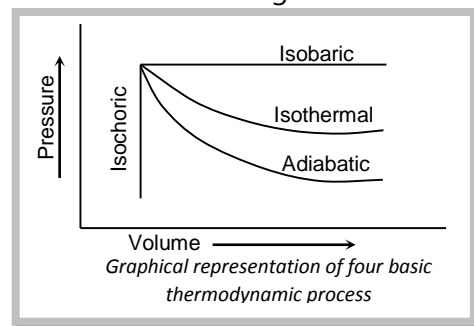 Isobaric
Pressure
Isochoric
Isothermal
Adiabatic
Volume
Graphical representation of four basic
thermodynamic process